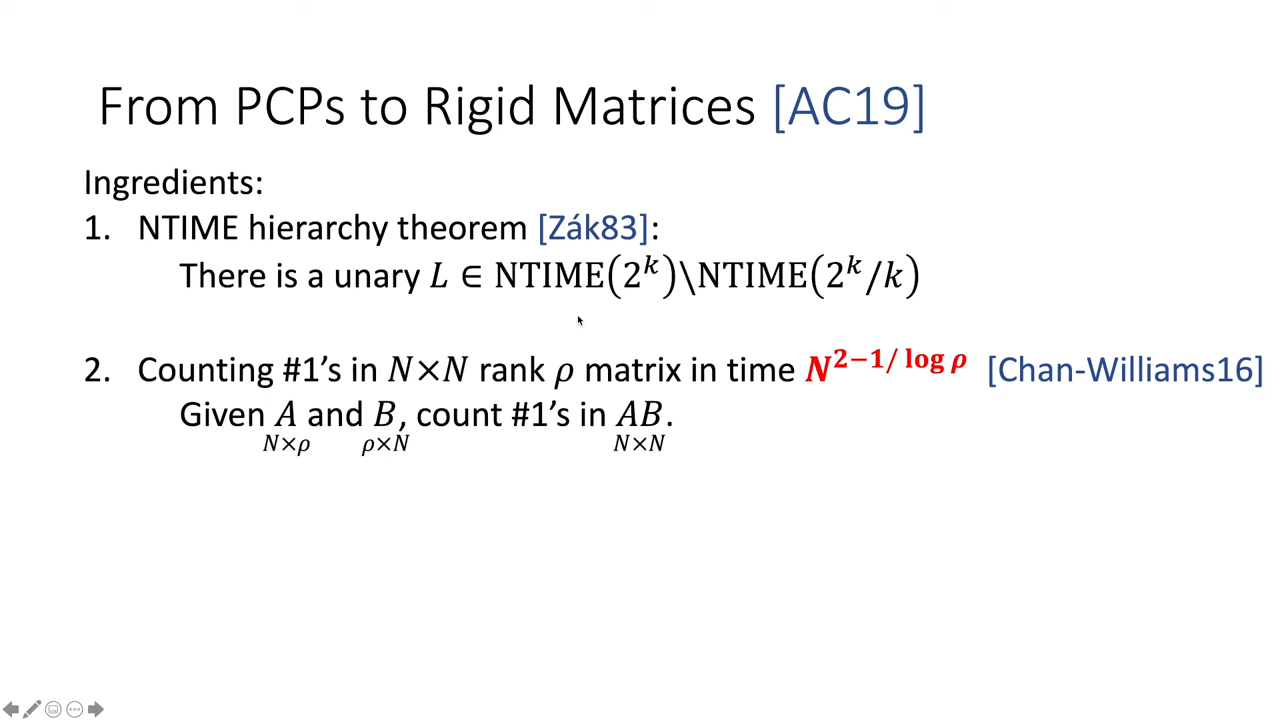 From PCPs to Rigid Matrices [AC19]
Ingredients:
1. NTIME hierarchy theorem [Zák83]:
There is a unary L ∈ NTIME(2^k)\NTIME(2^k/k)
2. Counting #1's in N×N rank ρ matrix in time N^{2−1/ log ρ} [Chan-Williams16]
Given A and B, count #1's in AB.
N×ρ ρ×N N×N